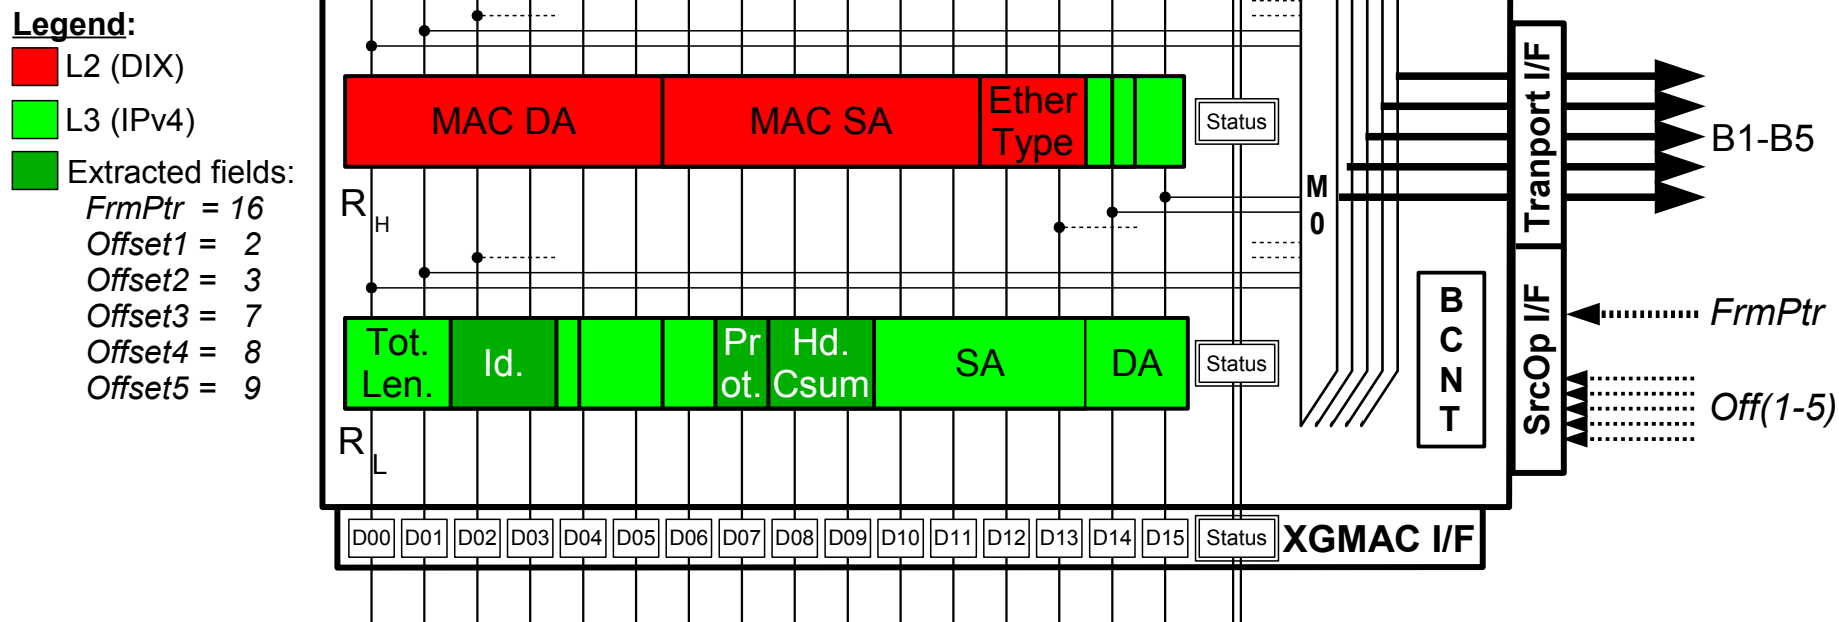 Legend:
L2 (DIX)
L3 (IPv4)
Extracted fields:
FrmPtr = 16
Offset1 = 2
Offset2 = 3
Offset3 = 7
Offset4 = 8
Offset5 = 9
MAC DA
MAC SA
Ether
Type
Status
R H
M
0
Tot.
Len.
Id.
Pr
ot.
Hd.
Csum
SA
DA
Status
R L
B
C
N
T
Tranport I/F
SrcOp I/F
B1-B5
FrmPtr
Off(1-5)
D00 D01 D02 D03 D04 D05 D06 D07 D08 D09 D10 D11 D12 D13 D14 D15 Status XGMAC I/F